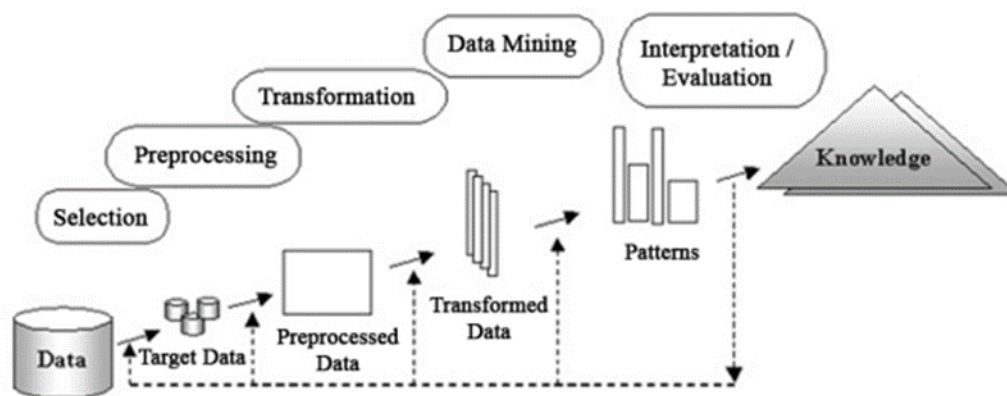 Data Mining
Interpretation /
Evaluation
Transformation
Preprocessing
Selection
Knowledge
Patterns
Transformed
Data
Preprocessed
Data
Target Data
Data